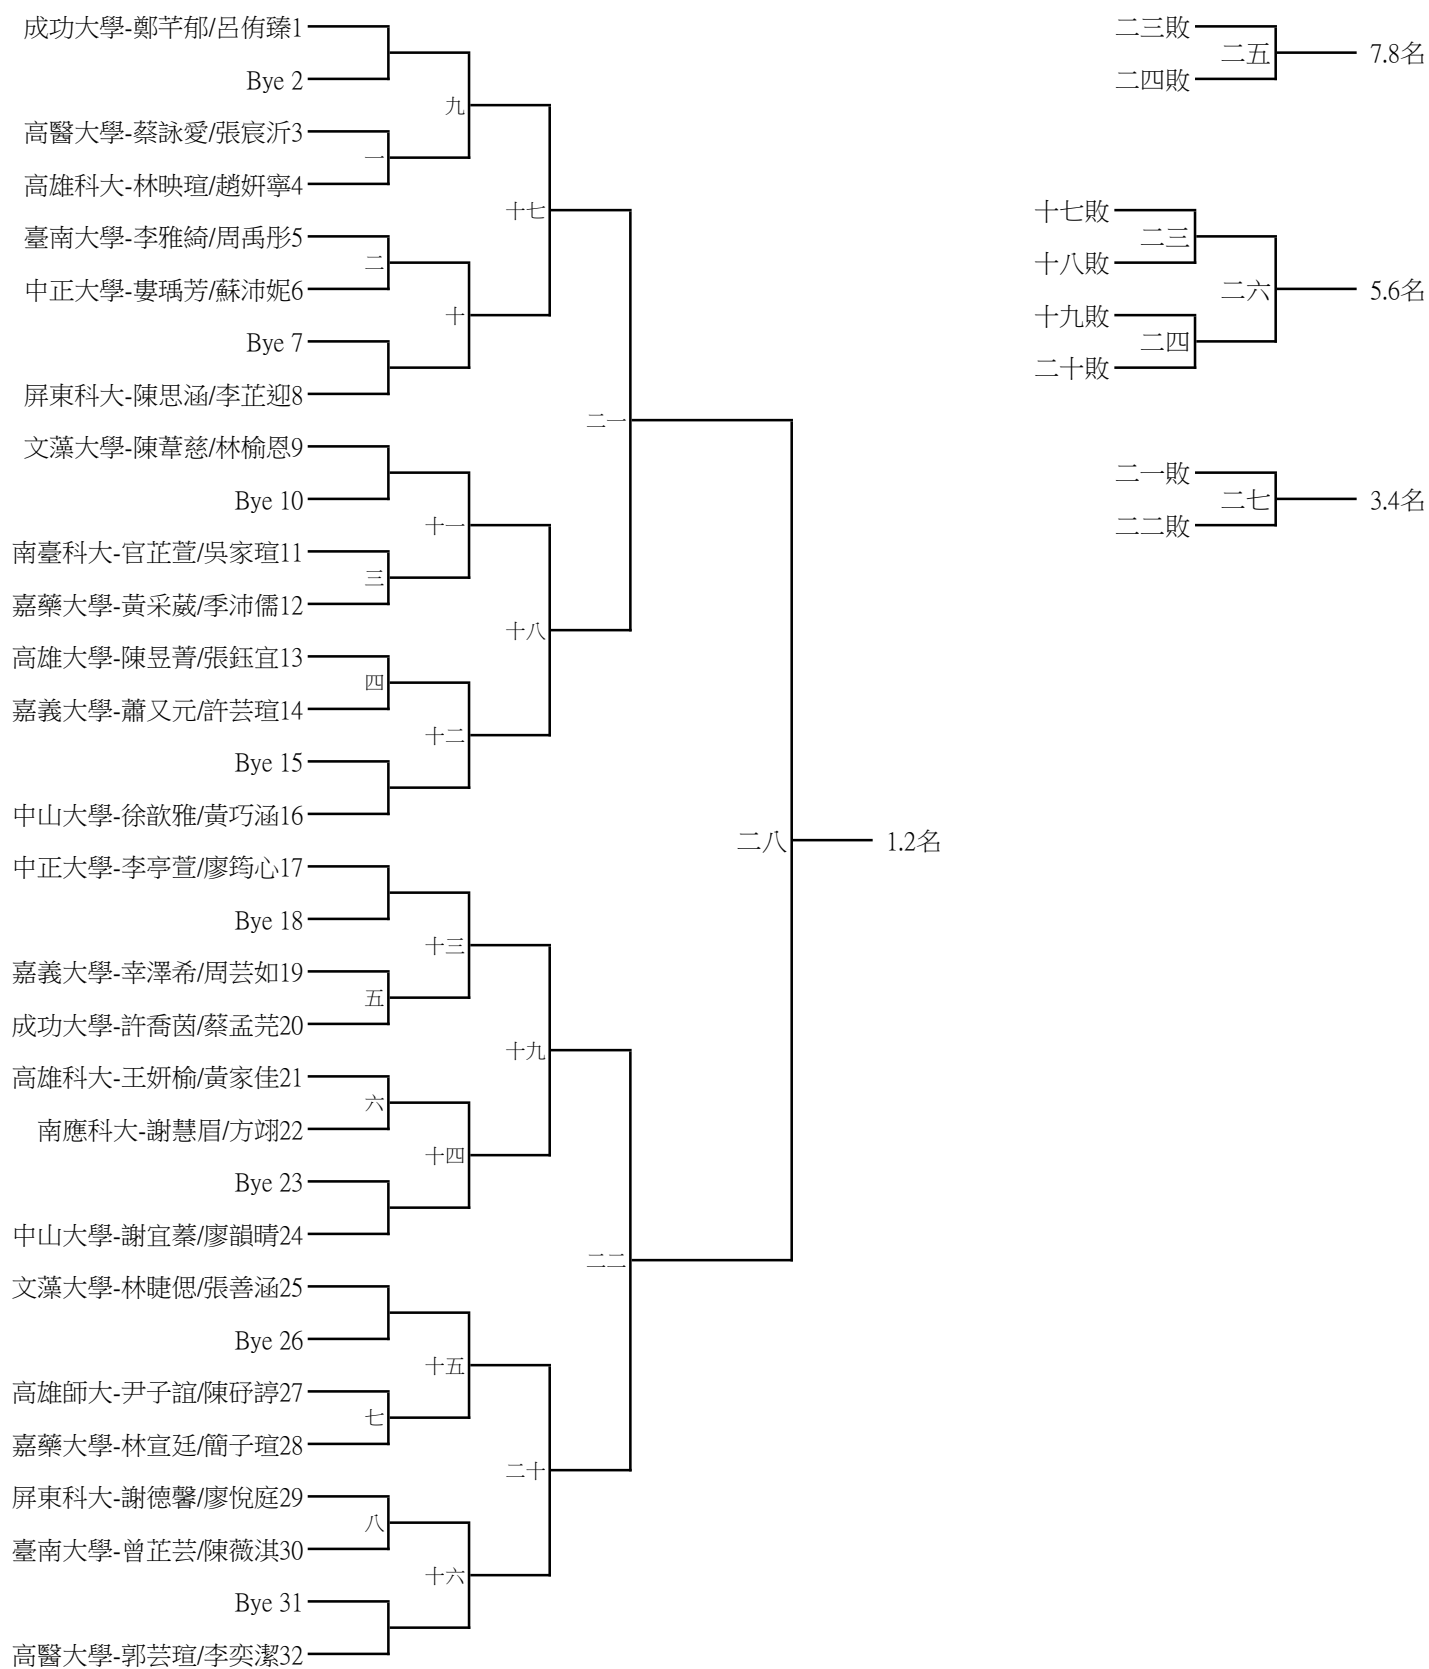 成功大學-鄭芊郁/呂侑臻1
Bye 2
高醫大學-蔡詠愛/張宸沂3
高雄科大-林映瑄/趙妍寧4
臺南大學-李雅綺/周禹彤5
中正大學-婁瑀芳/蘇沛妮6
Bye 7
屏東科大-陳思涵/李芷迎8
文藻大學-陳葦慈/林榆恩9
Bye 10
南臺科大-官芷萱/吳家瑄11
嘉藥大學-黃采葳/季沛儒12
高雄大學-陳昱菁/張鈺宜13
嘉義大學-蕭又元/許芸瑄14
Bye 15
中山大學-徐歆雅/黃巧涵16
中正大學-李亭萱/廖筠心17
Bye 18
嘉義大學-幸澤希/周芸如19
成功大學-許喬茵/蔡孟芫20
高雄科大-王妍榆/黃家佳21
南應科大-謝慧眉/方翊22
Bye 23
中山大學-謝宜蓁/廖韻晴24
文藻大學-林睫偲/張善涵25
Bye 26
高雄師大-尹子誼/陳矷諄27
嘉藥大學-林宣廷/簡子瑄28
屏東科大-謝德馨/廖悅庭29
臺南大學-曾芷芸/陳薇淇30
Bye 31
高醫大學-郭芸瑄/李奕潔32
一
二
三
四
五
六
七
八
九
十
十一
十二
十三
十四
十五
十六
十七
十八
十九
二十
二一
二二
二八
1.2名
二三敗
二四敗
二五
7.8名
十七敗
十八敗
十九敗
二十敗
二三
二四
二六
5.6名
二一敗
二二敗
二七
3.4名